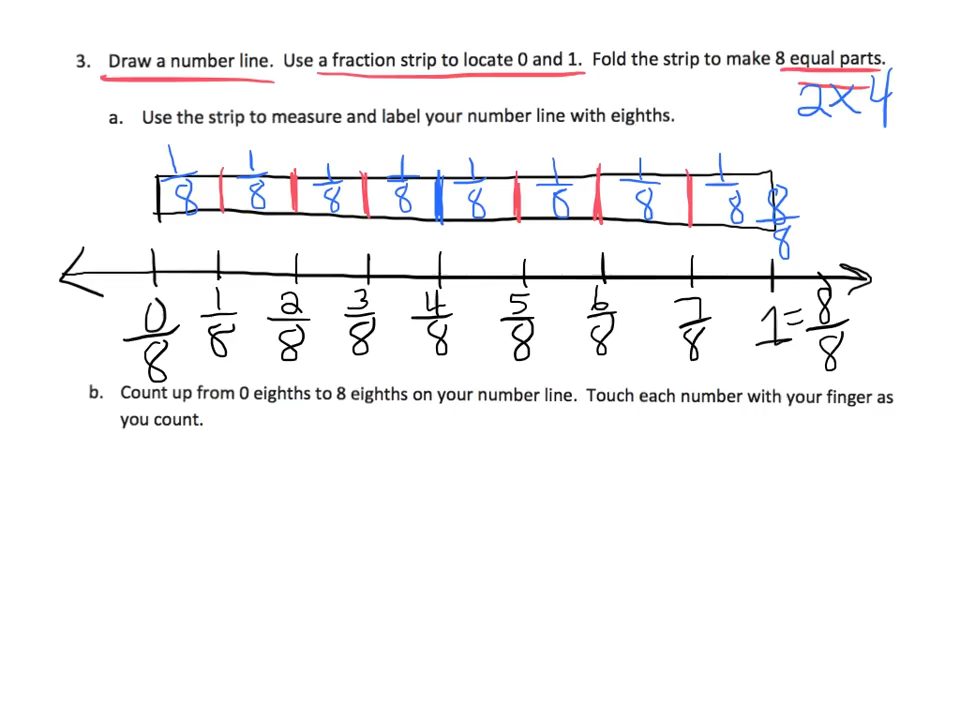 3. Draw a number line. Use a fraction strip to locate 0 and 1. Fold the strip to make 8 equal parts.
2x4
a. Use the strip to measure and label your number line with eighths.
1/8 1/8 1/8 1/8 1/8 1/8 1/8 1/8 8/8
0/8 1/8 2/8 3/8 4/8 5/8 6/8 7/8 1=8/8
b. Count up from 0 eighths to 8 eighths on your number line. Touch each number with your finger as
you count.